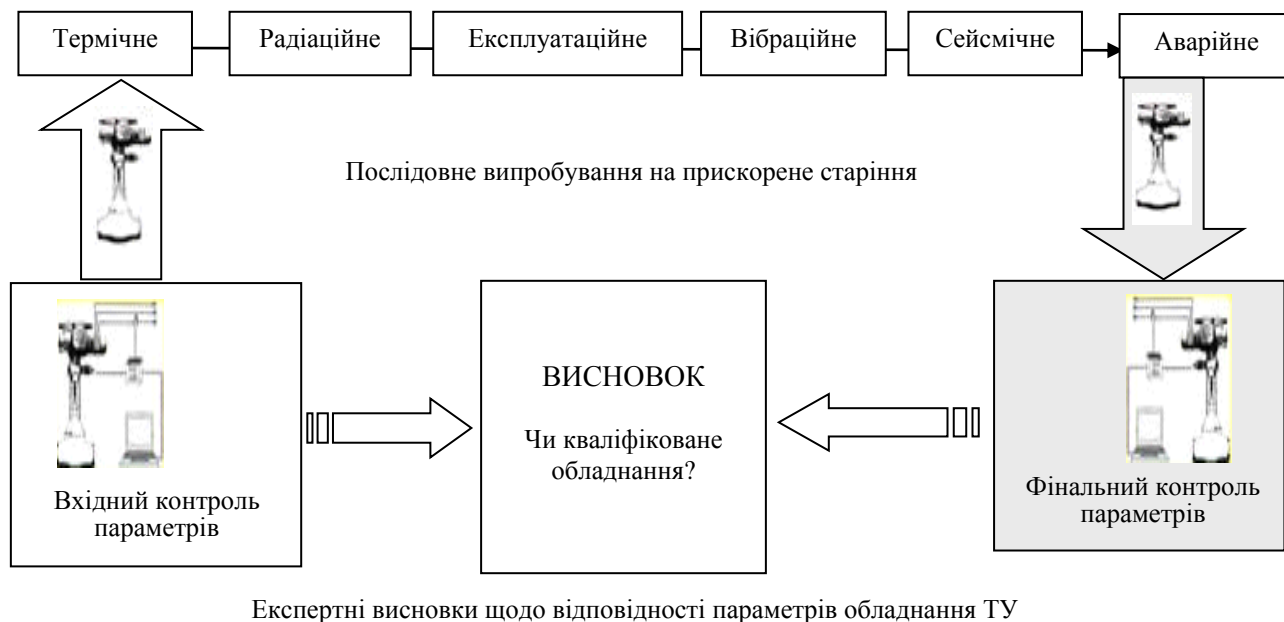 Термічне
Радіаційне
Експлуатаційне
Вібраційне
Сейсмічне
Аварійне
Послідовне випробування на прискорене старіння
Вхідний контроль
параметрів
ВИСНОВОК
Чи кваліфіковане
обладнання?
Фінальний контроль
параметрів
Експертні висновки щодо відповідності параметрів обладнання ТУ